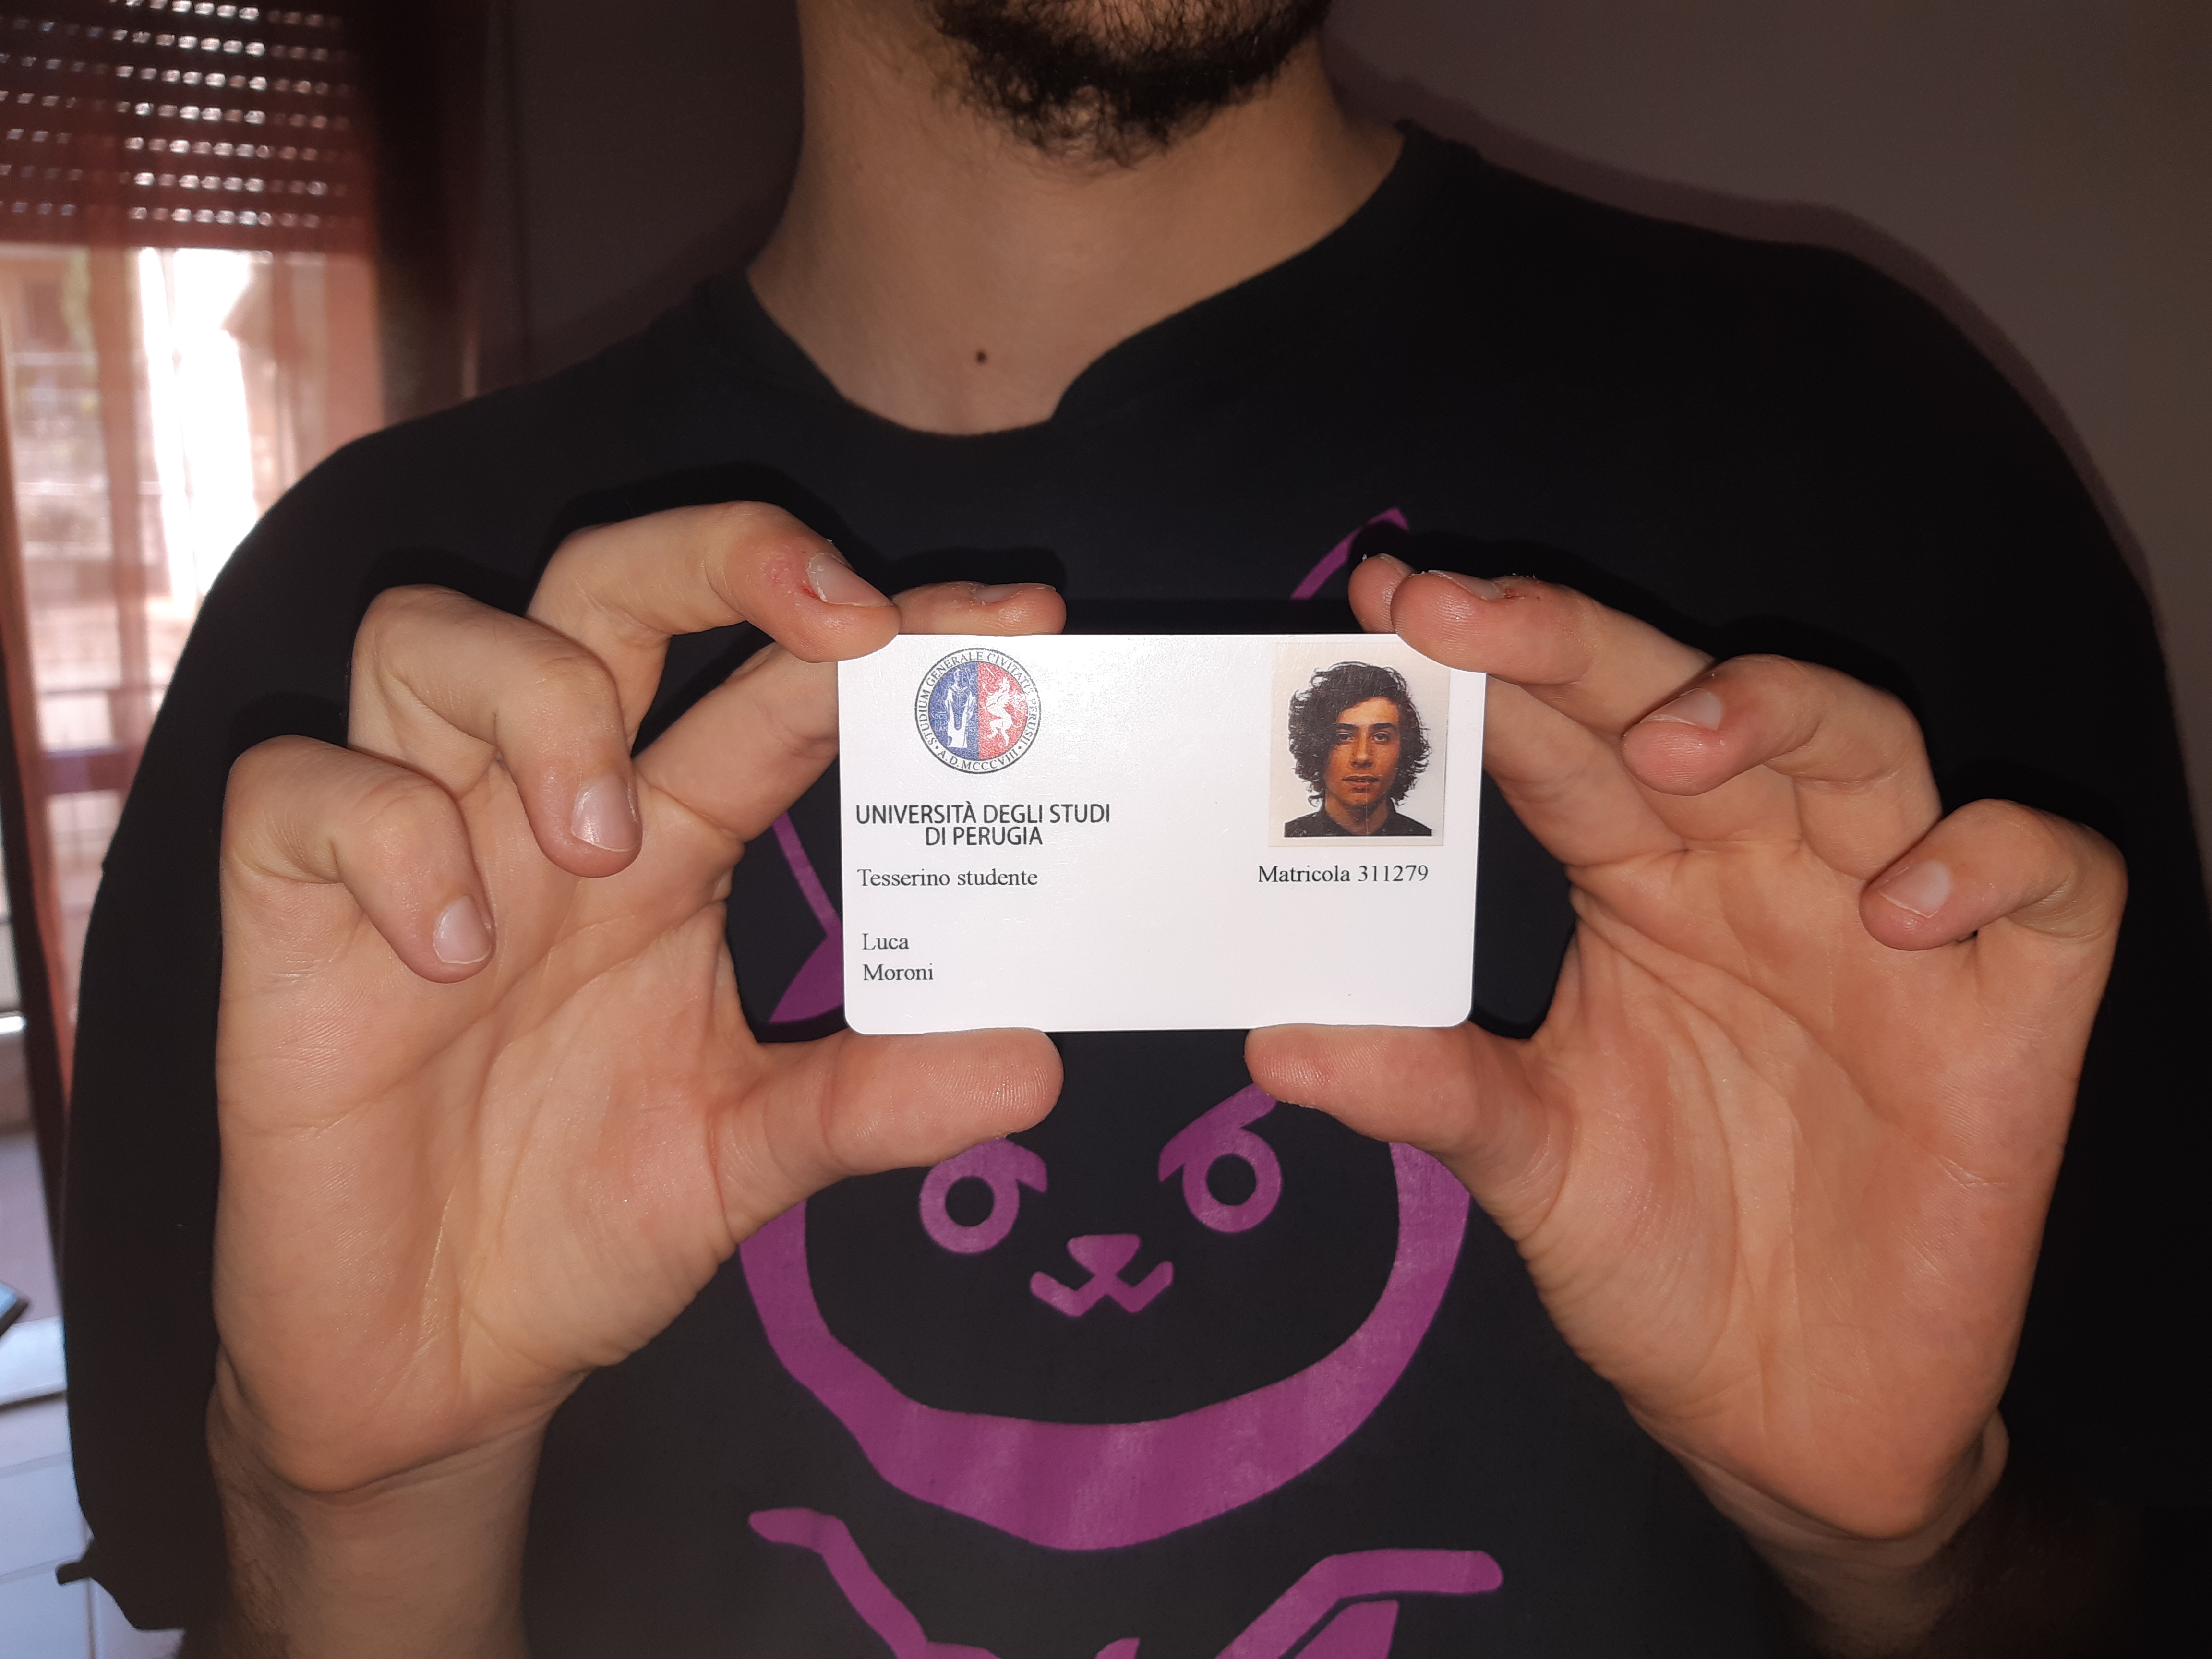 STUDIUM GENERALE CIVITATIS PERUSII
A.D. MCCCVIII
UNIVERSITÀ DEGLI STUDI
DI PERUGIA
Tesserino studente
Matricola 311279
Luca
Moroni